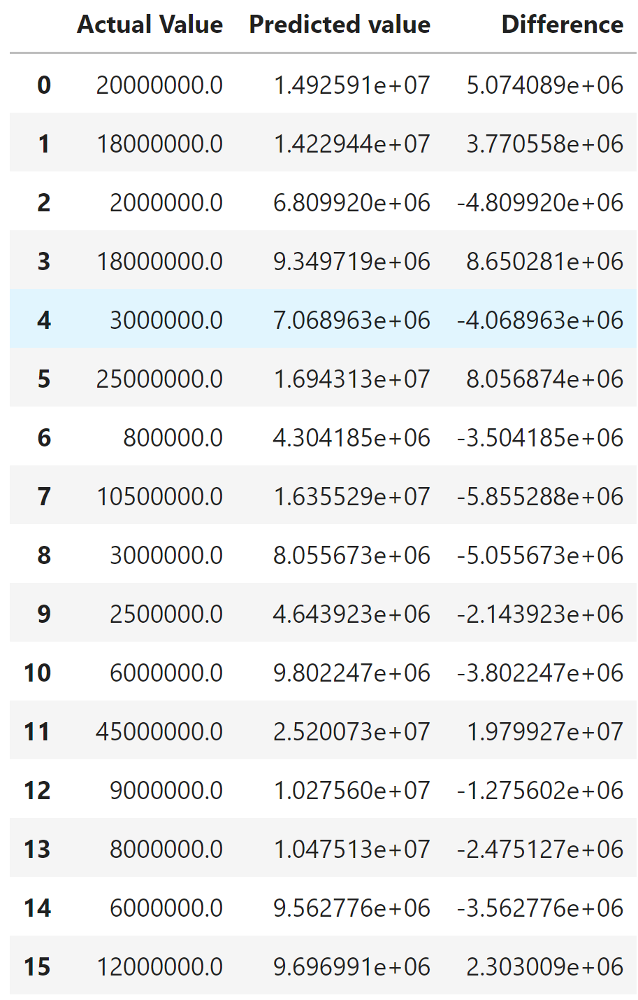 Actual Value Predicted value Difference
0 20000000.0 1.492591e+07 5.074089e+06
1 18000000.0 1.422944e+07 3.770558e+06
2 2000000.0 6.809920e+06 -4.809920e+06
3 18000000.0 9.349719e+06 8.650281e+06
4 3000000.0 7.068963e+06 -4.068963e+06
5 25000000.0 1.694313e+07 8.056874e+06
6 800000.0 4.304185e+06 -3.504185e+06
7 10500000.0 1.635529e+07 -5.855288e+06
8 3000000.0 8.055673e+06 -5.055673e+06
9 2500000.0 4.643923e+06 -2.143923e+06
10 6000000.0 9.802247e+06 -3.802247e+06
11 45000000.0 2.520073e+07 1.979927e+07
12 9000000.0 1.027560e+07 -1.275602e+06
13 8000000.0 1.047513e+07 -2.475127e+06
14 6000000.0 9.562776e+06 -3.562776e+06
15 12000000.0 9.696991e+06 2.303009e+06